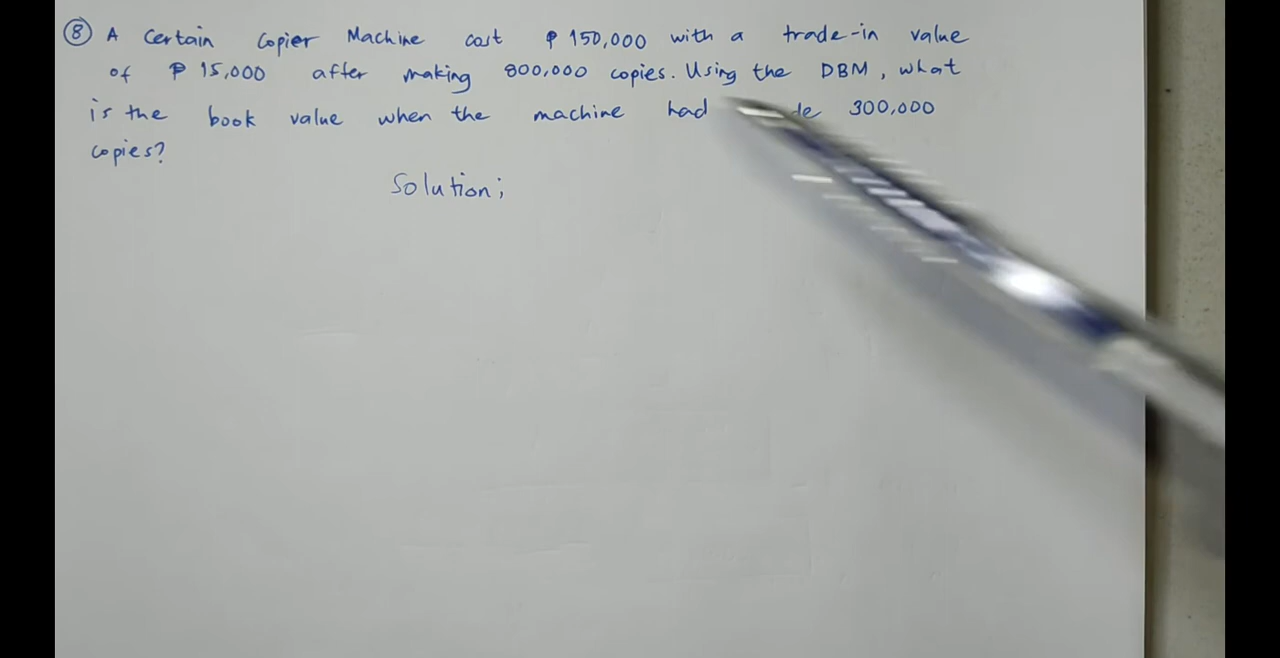 ⑧ A Certain Copier Machine cost ₱ 150,000 with a trade-in value
of ₱ 15,000 after making 800,000 copies. Using the DBM, what
is the book value when the machine had 300,000
copies?
Solution;